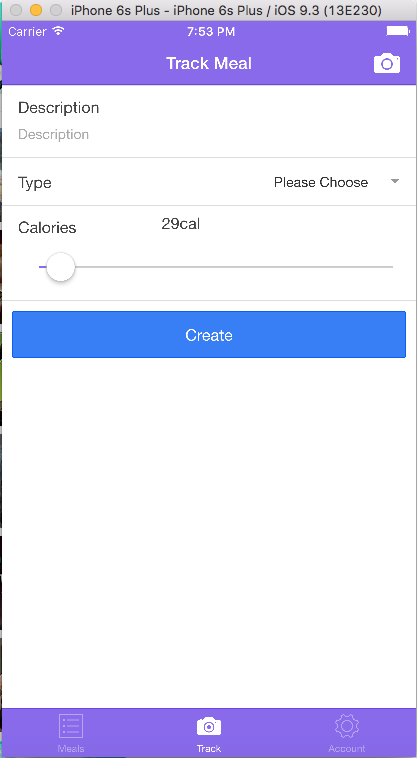 iPhone 6s Plus - iPhone 6s Plus / iOS 9.3 (13E230)
Carrier 7:53 PM
Track Meal
Description
Description
Type Please Choose
Calories 29cal
Create
Meals Track Account